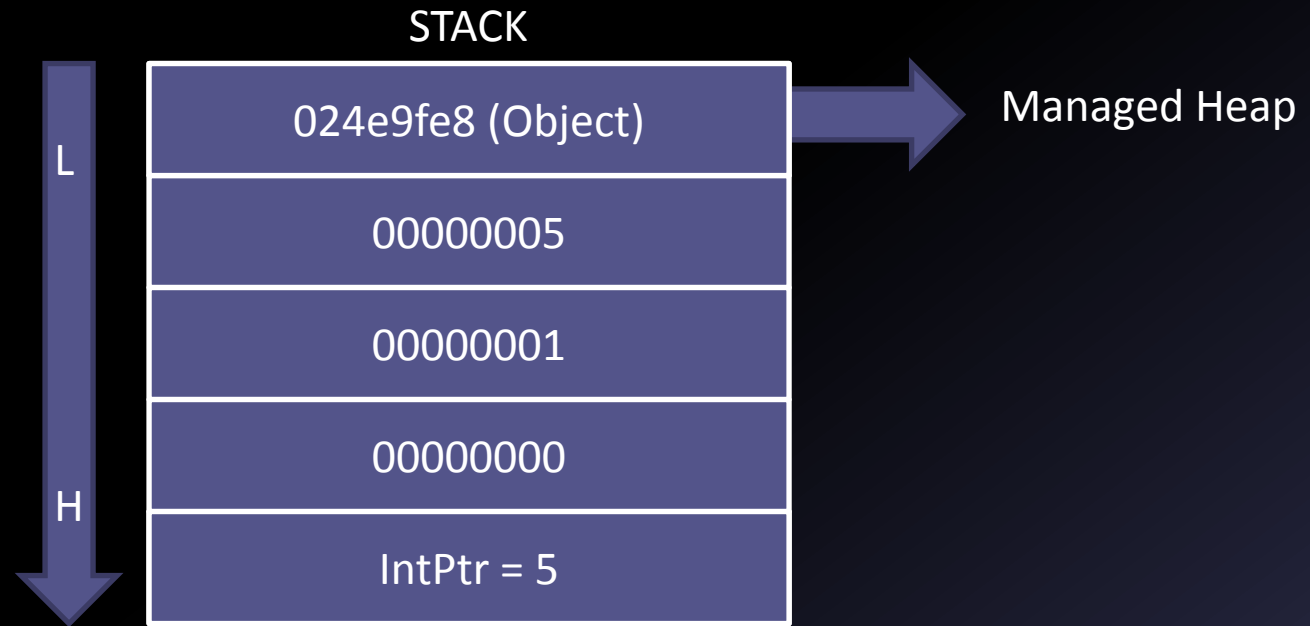 STACK
024e9fe8 (Object)
Managed Heap
L
00000005
00000001
00000000
H
IntPtr = 5